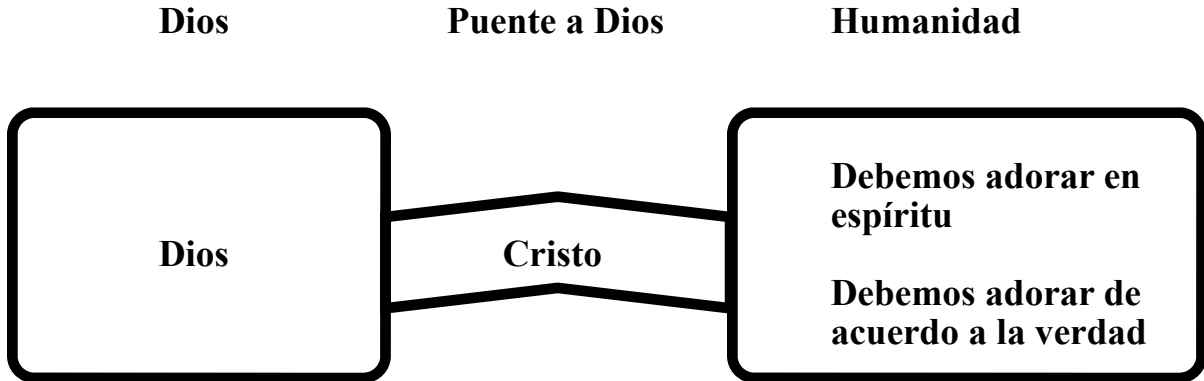 Dios Puente a Dios Humanidad
Dios
Cristo
Debemos adorar en
espíritu
Debemos adorar de
acuerdo a la verdad